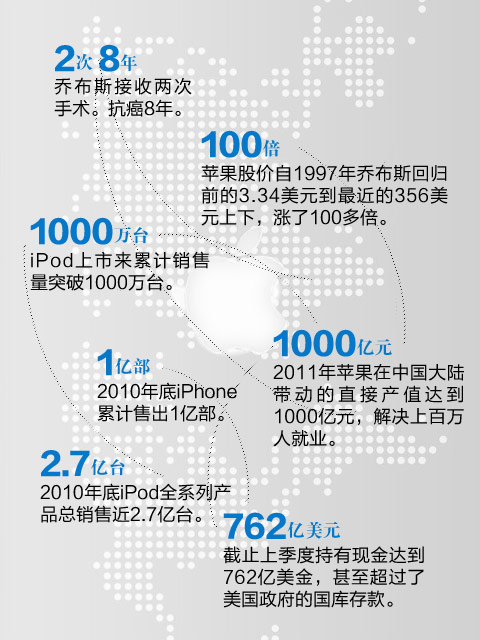 2次 8年
乔布斯接收两次
手术。抗癌8年。
100倍
苹果股价自1997年乔布斯回归
前的3.34美元到最近的356美
元上下，涨了100多倍。
1000万台
iPod上市来累计销售
量突破1000万台。
1000亿元
2011年苹果在中国大陆
带动的直接产值达到
1000亿元，解决上百万
人就业。
1亿部
2010年底iPhone
累计售出1亿部。
2.7亿台
2010年底iPod全系列产
品总销售近2.7亿台。
762亿美元
截止上季度持有现金达到
762亿美金，甚至超过了
美国政府的国库存款。